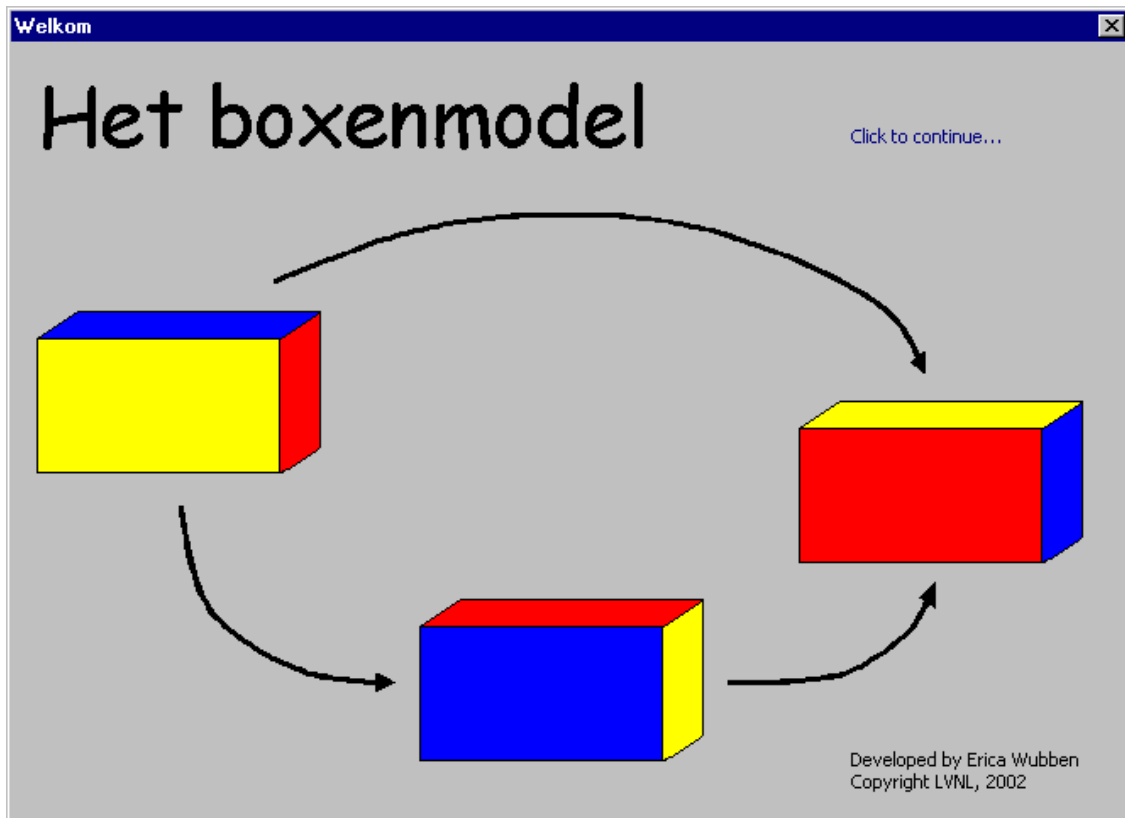 Welkom
Het boxenmodel
Click to continue...
Developed by Erica Wubben
Copyright LVNL, 2002